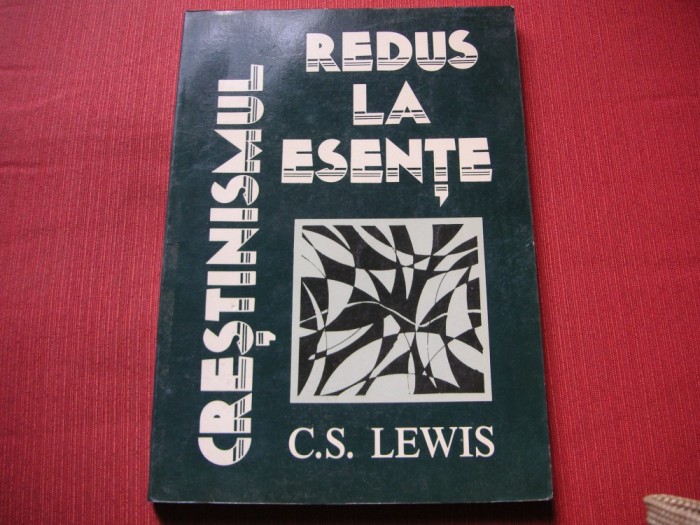 CREȘTINISMUL
REDUS
LA
ESENȚE
C.S. LEWIS